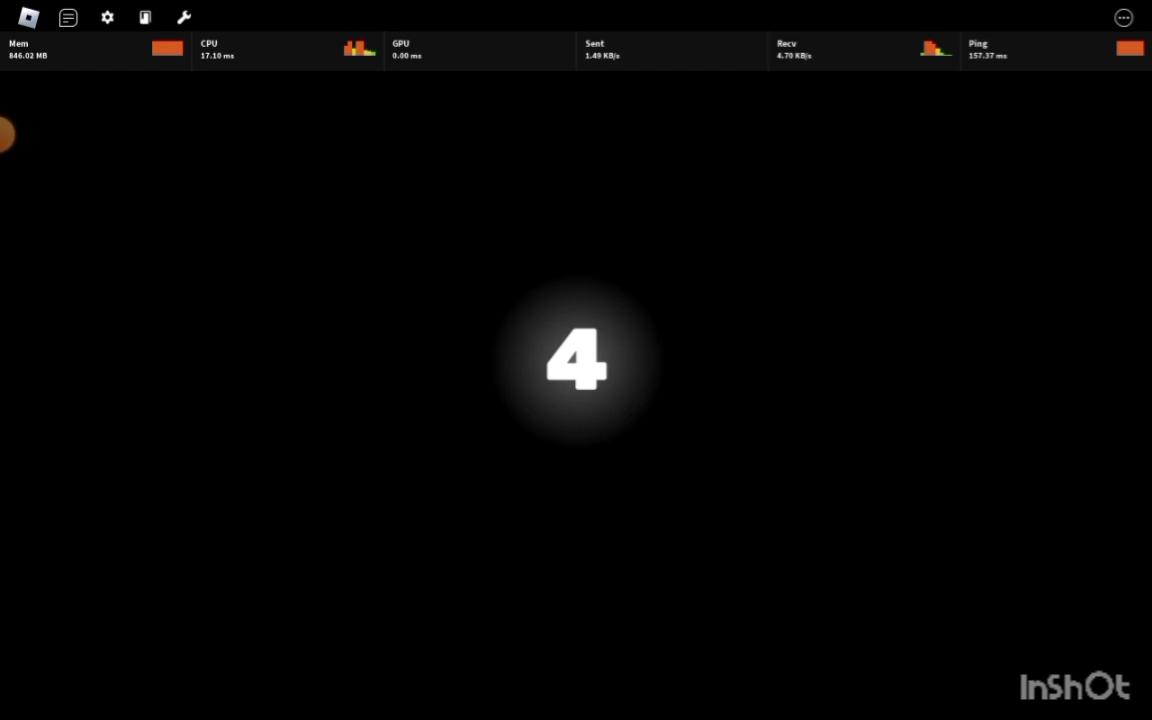 Mem
846.02 MB
CPU
17.10 ms
GPU
0.00 ms
Sent
1.49 KB/s
Recv
4.70 KB/s
Ping
157.37 ms
4
InShOt